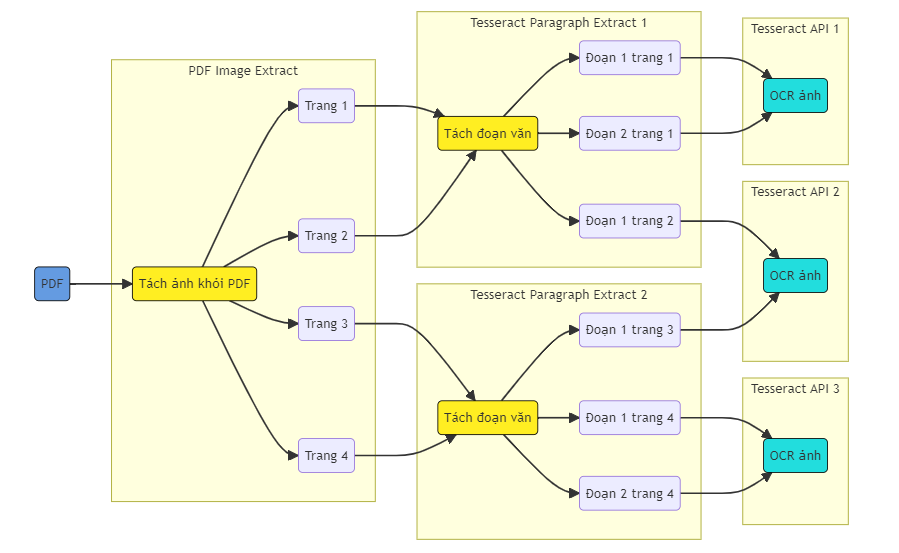 PDF
PDF Image Extract
Tách ảnh khỏi PDF
Trang 1
Trang 2
Trang 3
Trang 4
Tesseract Paragraph Extract 1
Tách đoạn văn
Đoạn 1 trang 1
Đoạn 2 trang 1
Đoạn 1 trang 2
Tesseract Paragraph Extract 2
Tách đoạn văn
Đoạn 1 trang 3
Đoạn 1 trang 4
Đoạn 2 trang 4
Tesseract API 1
OCR ảnh
Tesseract API 2
OCR ảnh
Tesseract API 3
OCR ảnh